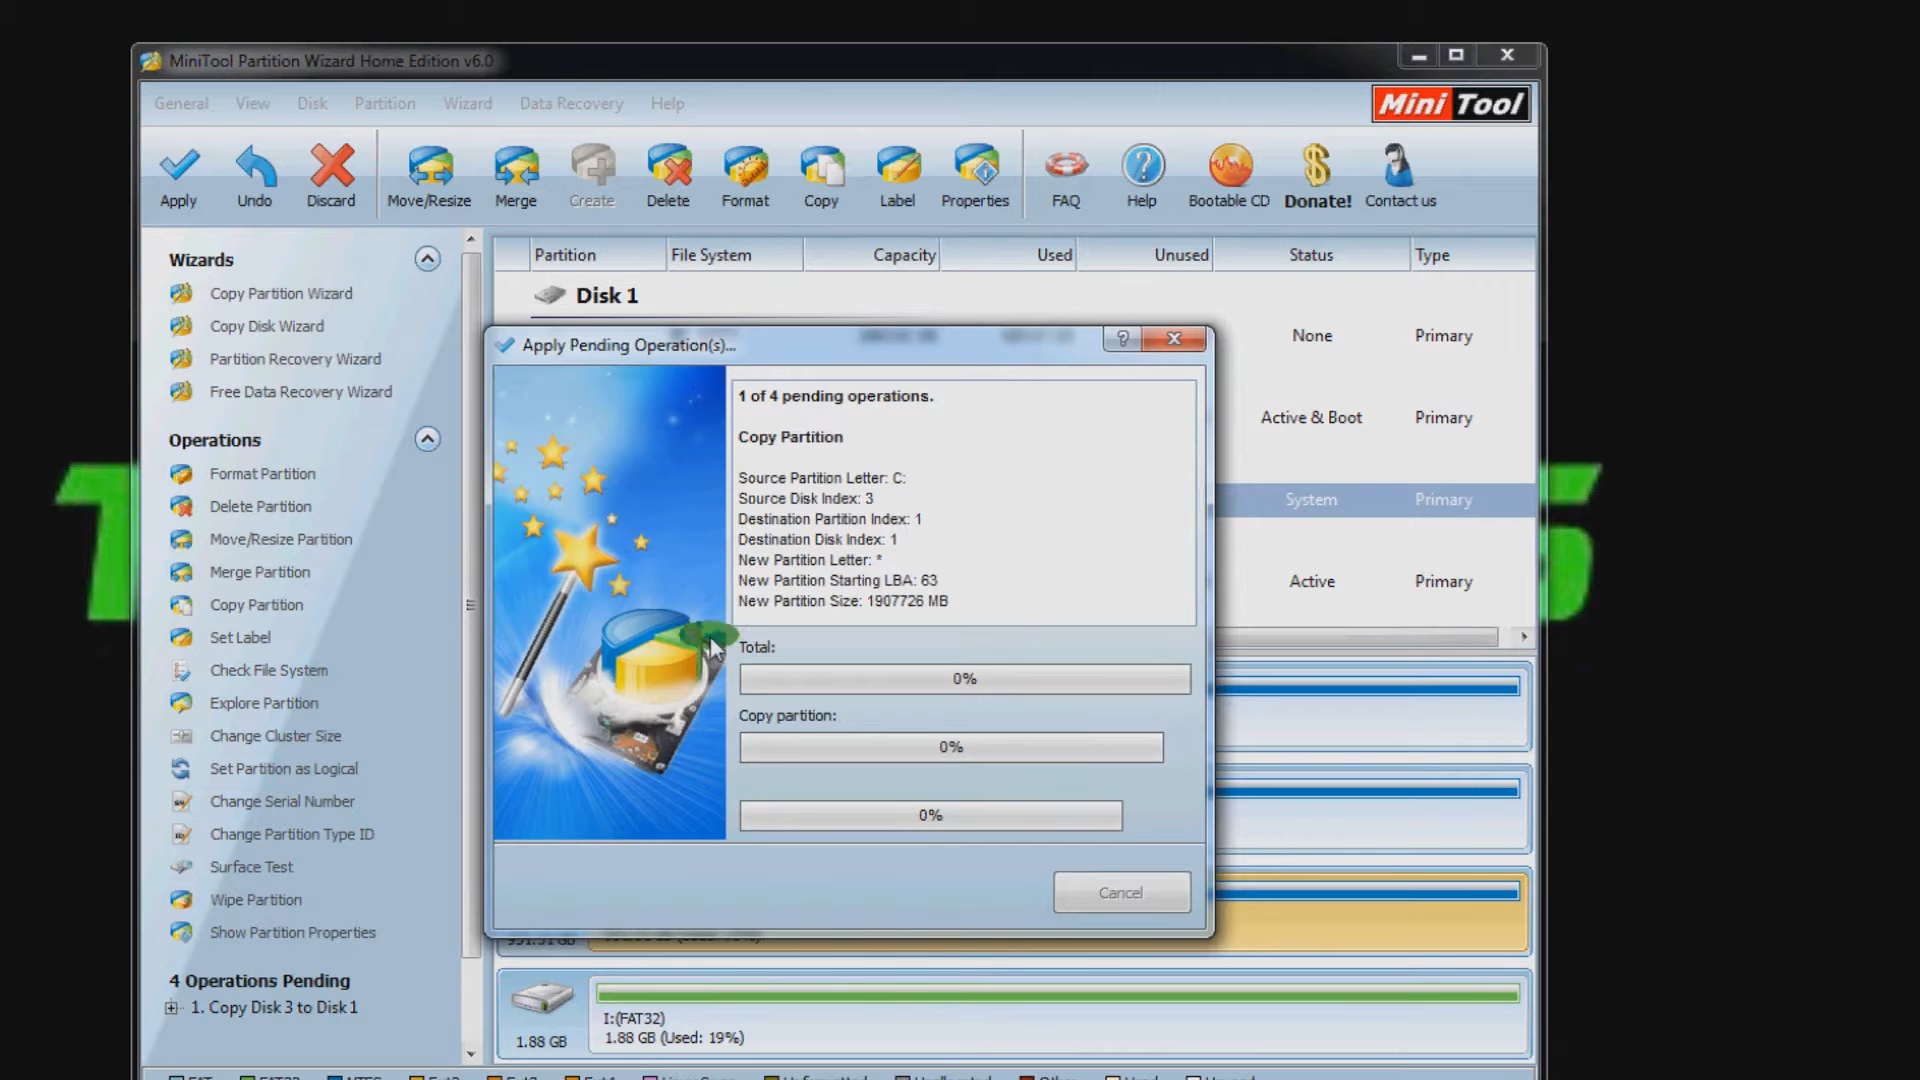 MiniTool Partition Wizard Home Edition v6.0
General View Disk Partition Wizard Data Recovery Help
Mini Tool
Apply Undo Discard Move/Resize Merge Create Delete Format Copy Label Properties FAQ Help Bootable CD Donate! Contact us
Wizards
Copy Partition Wizard
Copy Disk Wizard
Partition Recovery Wizard
Free Data Recovery Wizard
Operations
Format Partition
Delete Partition
Move/Resize Partition
Merge Partition
Copy Partition
Set Label
Check File System
Explore Partition
Change Cluster Size
Set Partition as Logical
Change Serial Number
Change Partition Type ID
Surface Test
Wipe Partition
Show Partition Properties
4 Operations Pending
1. Copy Disk 3 to Disk 1
Partition File System Capacity Used Unused Status Type
Disk 1
None Primary
Active & Boot Primary
System Primary
Active Primary
Apply Pending Operation(s)...
1 of 4 pending operations.
Copy Partition
Source Partition Letter: C:
Source Disk Index: 3
Destination Partition Index: 1
Destination Disk Index: 1
New Partition Letter: *
New Partition Starting LBA: 63
New Partition Size: 1907726 MB
Total:
0%
Copy partition:
0%
0%
Cancel
I:(FAT32)
1.88 GB (Used: 19%)
1.88 GB